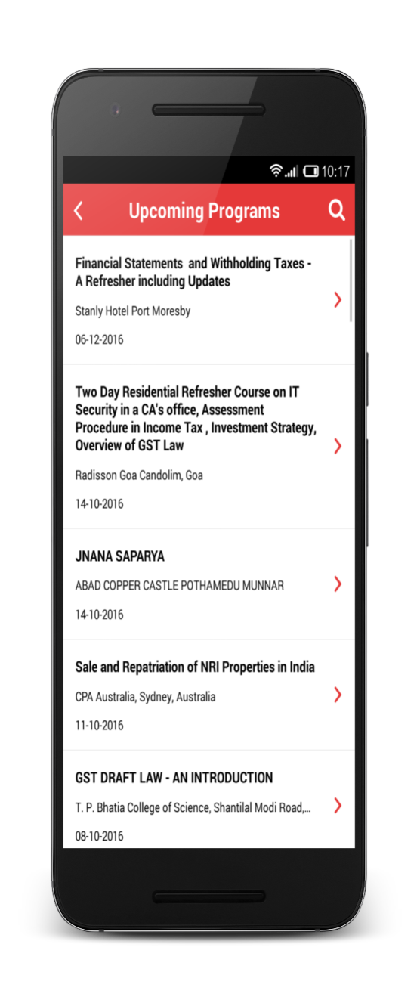 10:17
Upcoming Programs
Financial Statements  and Withholding Taxes -
A Refresher including Updates
Stanly Hotel Port Moresby
06-12-2016
Two Day Residential Refresher Course on IT
Security in a CA's office, Assessment
Procedure in Income Tax , Investment Strategy,
Overview of GST Law
Radisson Goa Candolim, Goa
14-10-2016
JNANA SAPARYA
ABAD COPPER CASTLE POTHAMEDU MUNNAR
14-10-2016
Sale and Repatriation of NRI Properties in India
CPA Australia, Sydney, Australia
11-10-2016
GST DRAFT LAW - AN INTRODUCTION
T. P. Bhatia College of Science, Shantilal Modi Road,...
08-10-2016